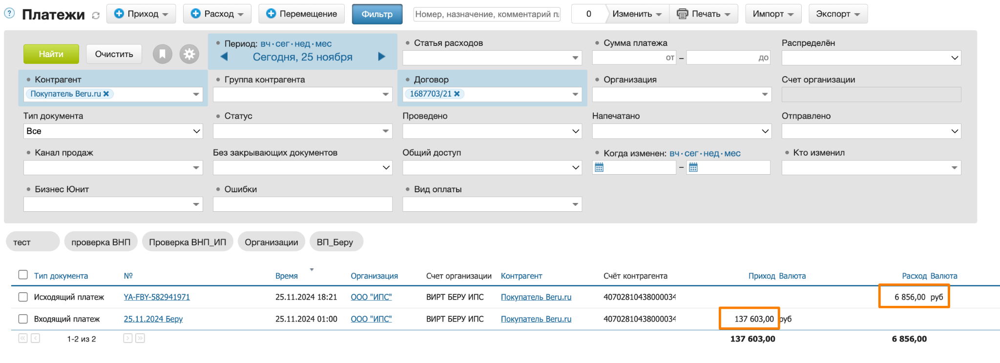 ? Платежи Приход Расход Перемещение Фильтр Номер, назначение, комментарий пл 0 Изменить Печать Импорт Экспорт
Найти Очистить
Период: вч·сег·нед·мес
Сегодня, 25 ноября
Статья расходов
Сумма платежа
от – до
Распределён
Контрагент
Покупатель Beru.ru
Группа контрагента
Договор
1687703/21
Организация
Счет организации
Тип документа
Все
Статус
Проведено
Напечатано
Отправлено
Канал продаж
Без закрывающих документов
Общий доступ
Когда изменен: вч·сег·нед·мес
–
Кто изменил
Бизнес Юнит
Ошибки
Вид оплаты
тест проверка ВНП Проверка ВНП_ИП Организации ВП_Беру
Тип документа № Время Организация Счет организации Контрагент Счёт контрагента Приход Валюта Расход Валюта
Исходящий платеж YA-FBY-582941971 25.11.2024 18:21 ООО "ИПС" ВИРТ БЕРУ ИПС Покупатель Beru.ru 40702810438000034 6 856,00 руб
Входящий платеж 25.11.2024 Беру 25.11.2024 01:00 ООО "ИПС" ВИРТ БЕРУ ИПС Покупатель Beru.ru 40702810438000034 137 603,00 руб
1-2 из 2 137 603,00 6 856,00